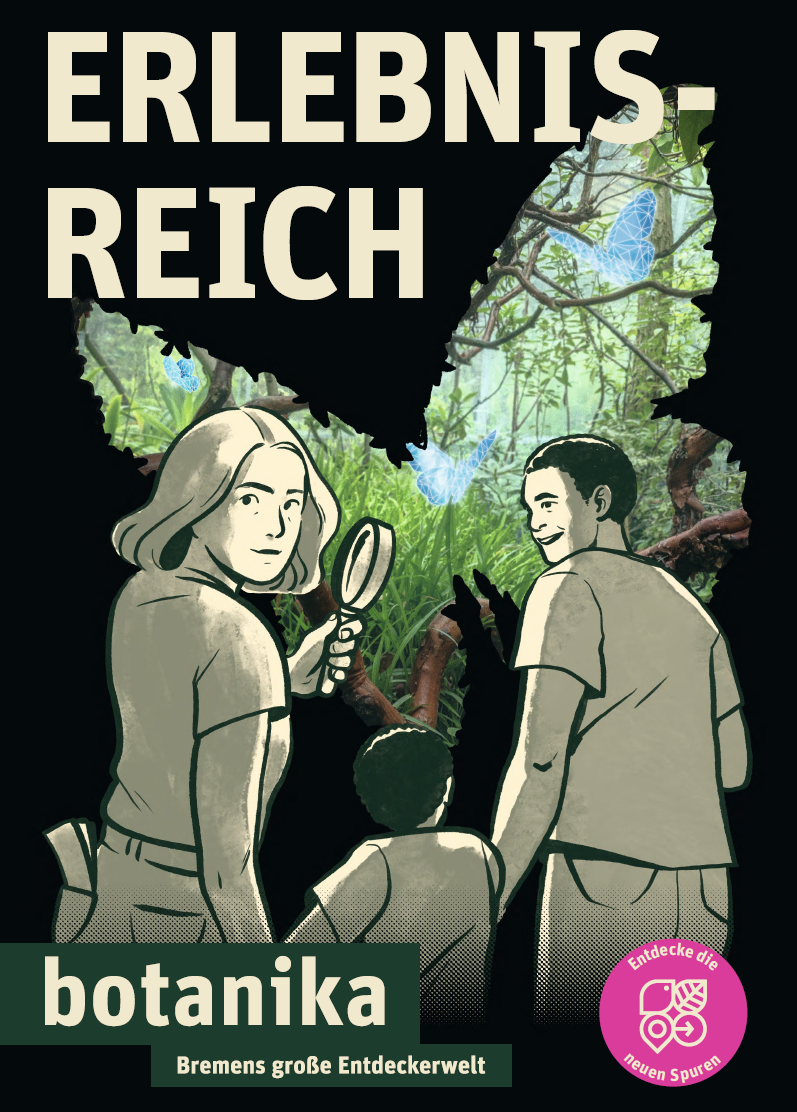 ERLEBNIS-
REICH
botanika
Bremens große Entdeckerwelt
Entdecke die
neuen Spuren